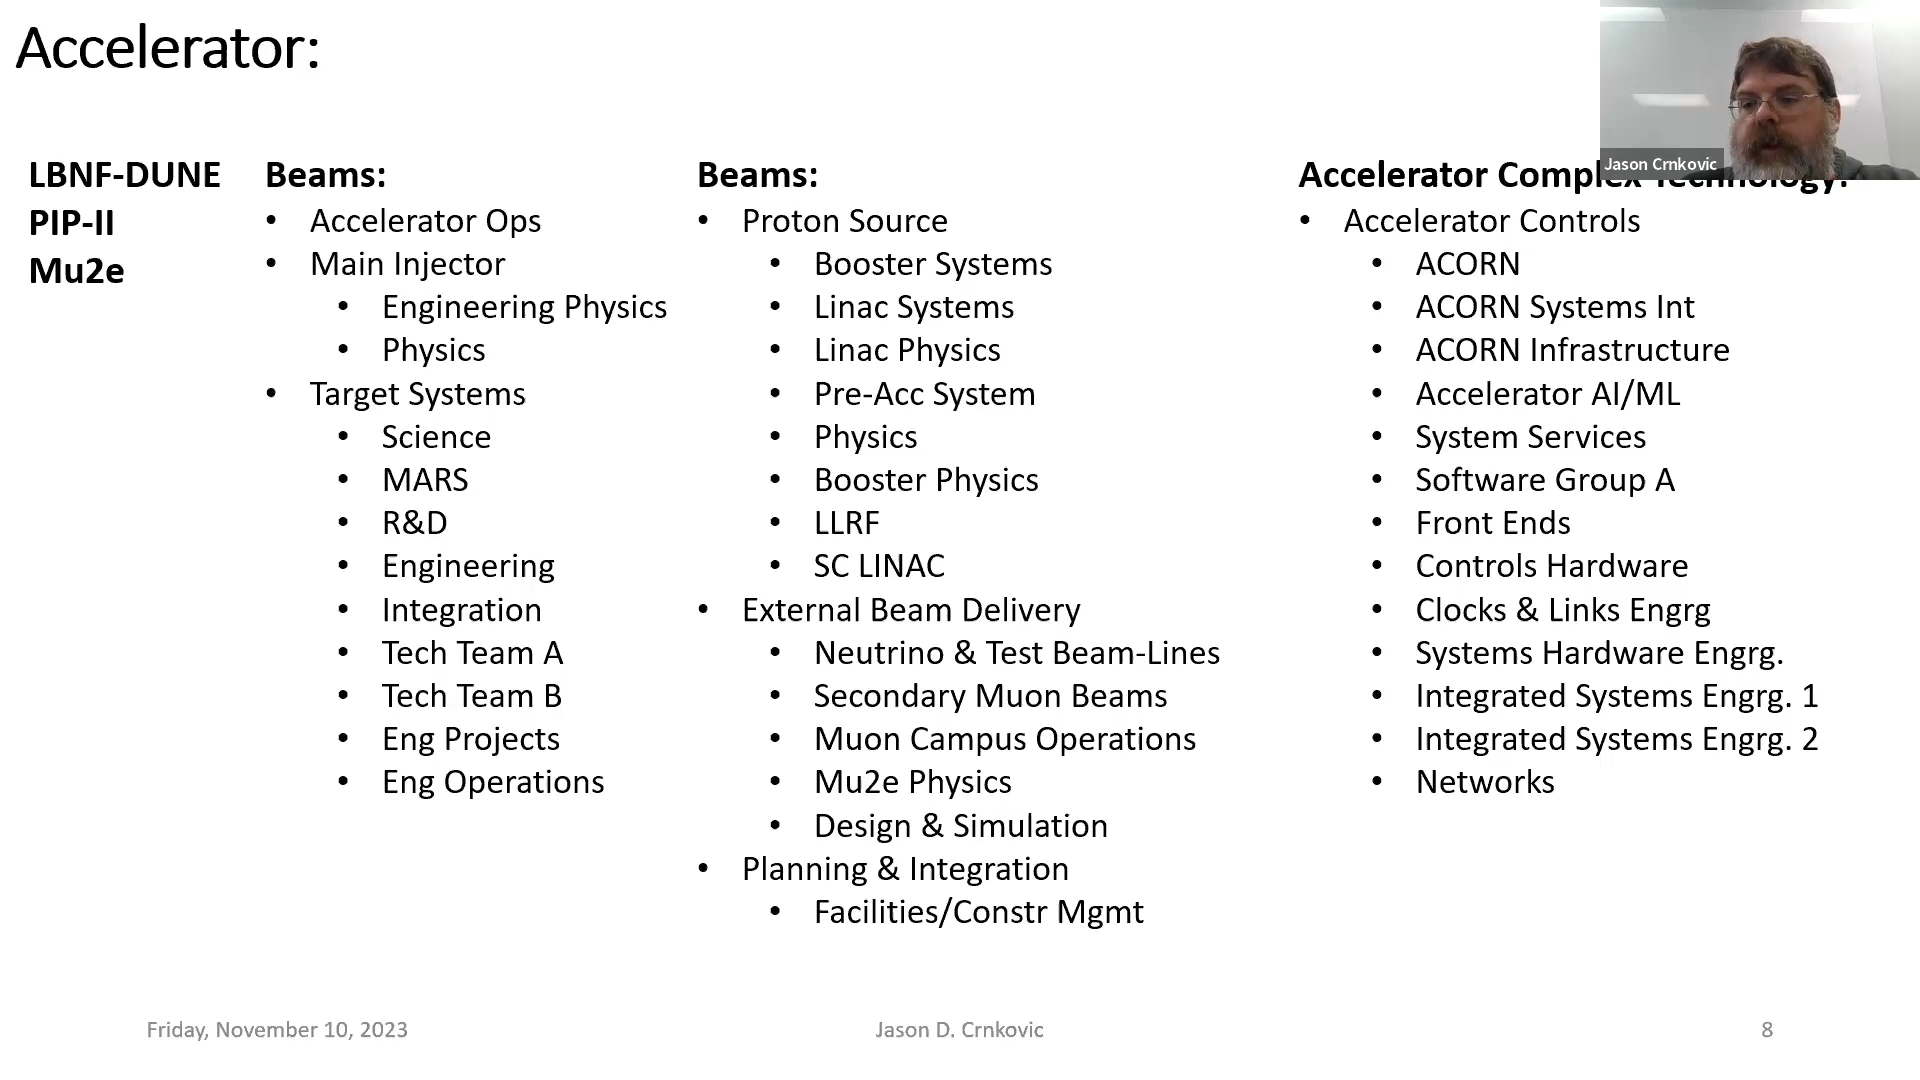 Accelerator:
Jason Crnkovic
LBNF-DUNE
PIP-II
Mu2e
Beams:
• Accelerator Ops
• Main Injector
• Engineering Physics
• Physics
• Target Systems
• Science
• MARS
• R&D
• Engineering
• Integration
• Tech Team A
• Tech Team B
• Eng Projects
• Eng Operations
Beams:
• Proton Source
• Booster Systems
• Linac Systems
• Linac Physics
• Pre-Acc System
• Physics
• Booster Physics
• LLRF
• SC LINAC
• External Beam Delivery
• Neutrino & Test Beam-Lines
• Secondary Muon Beams
• Muon Campus Operations
• Mu2e Physics
• Design & Simulation
• Planning & Integration
• Facilities/Constr Mgmt
Accelerator Complex Technology:
• Accelerator Controls
• ACORN
• ACORN Systems Int
• ACORN Infrastructure
• Accelerator AI/ML
• System Services
• Software Group A
• Front Ends
• Controls Hardware
• Clocks & Links Engrg
• Systems Hardware Engrg.
• Integrated Systems Engrg. 1
• Integrated Systems Engrg. 2
• Networks
Friday, November 10, 2023
Jason D. Crnkovic
8